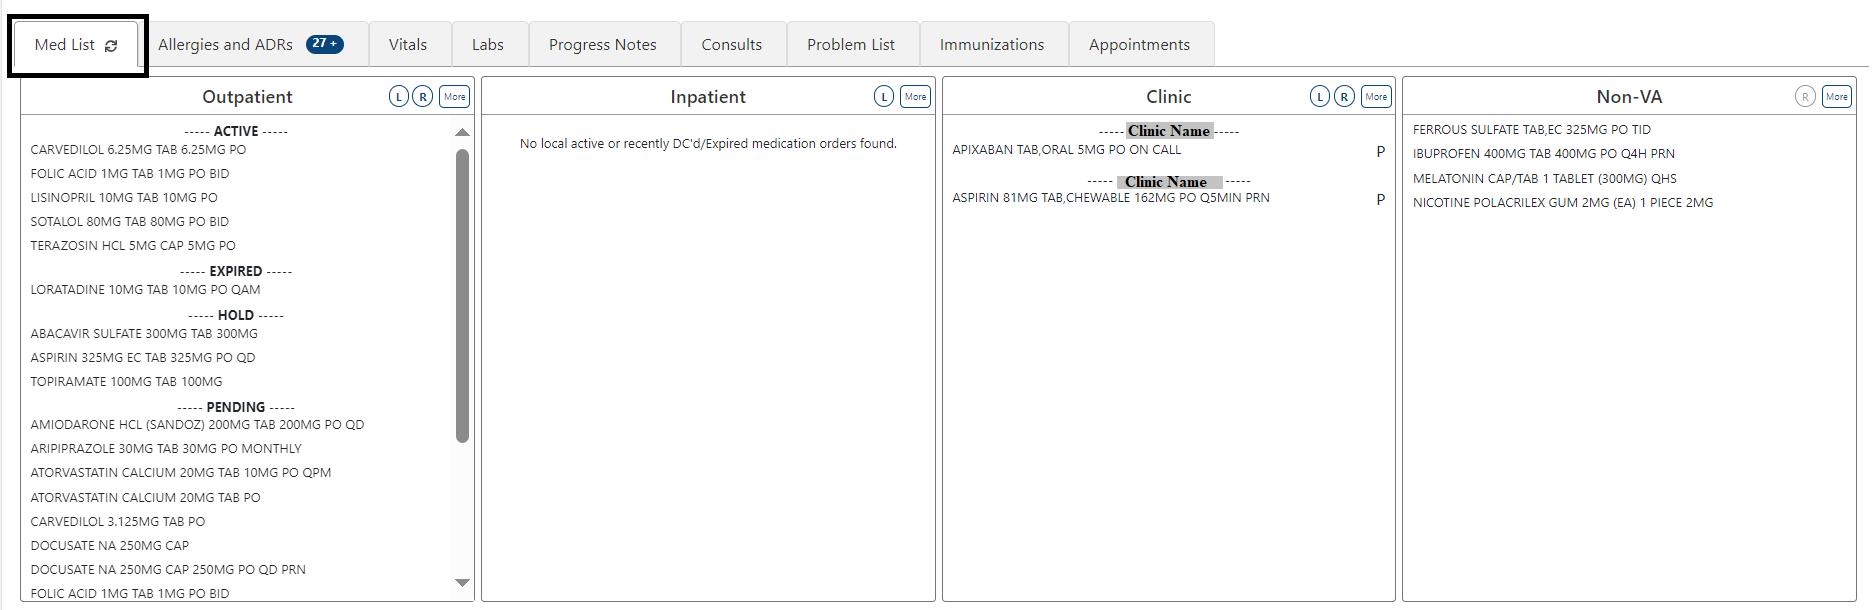 Med List Allergies and ADRs 27 + Vitals Labs Progress Notes Consults Problem List Immunizations Appointments
Outpatient L R More
----- ACTIVE -----
CARVEDILOL 6.25MG TAB 6.25MG PO
FOLIC ACID 1MG TAB 1MG PO BID
LISINOPRIL 10MG TAB 10MG PO
SOTALOL 80MG TAB 80MG PO BID
TERAZOSIN HCL 5MG CAP 5MG PO
----- EXPIRED -----
LORATADINE 10MG TAB 10MG PO QAM
----- HOLD -----
ABACAVIR SULFATE 300MG TAB 300MG
ASPIRIN 325MG EC TAB 325MG PO QD
TOPIRAMATE 100MG TAB 100MG
----- PENDING -----
AMIODARONE HCL (SANDOZ) 200MG TAB 200MG PO QD
ARIPIPRAZOLE 30MG TAB 30MG PO MONTHLY
ATORVASTATIN CALCIUM 20MG TAB 10MG PO QPM
ATORVASTATIN CALCIUM 20MG TAB PO
CARVEDILOL 3.125MG TAB PO
DOCUSATE NA 250MG CAP
DOCUSATE NA 250MG CAP 250MG PO QD PRN
FOLIC ACID 1MG TAB 1MG PO BID
Inpatient L More
No local active or recently DC'd/Expired medication orders found.
Clinic L R More
----- Clinic Name -----
APIXABAN TAB,ORAL 5MG PO ON CALL P
----- Clinic Name -----
ASPIRIN 81MG TAB,CHEWABLE 162MG PO Q5MIN PRN P
Non-VA R More
FERROUS SULFATE TAB,EC 325MG PO TID
IBUPROFEN 400MG TAB 400MG PO Q4H PRN
MELATONIN CAP/TAB 1 TABLET (300MG) QHS
NICOTINE POLACRILEX GUM 2MG (EA) 1 PIECE 2MG